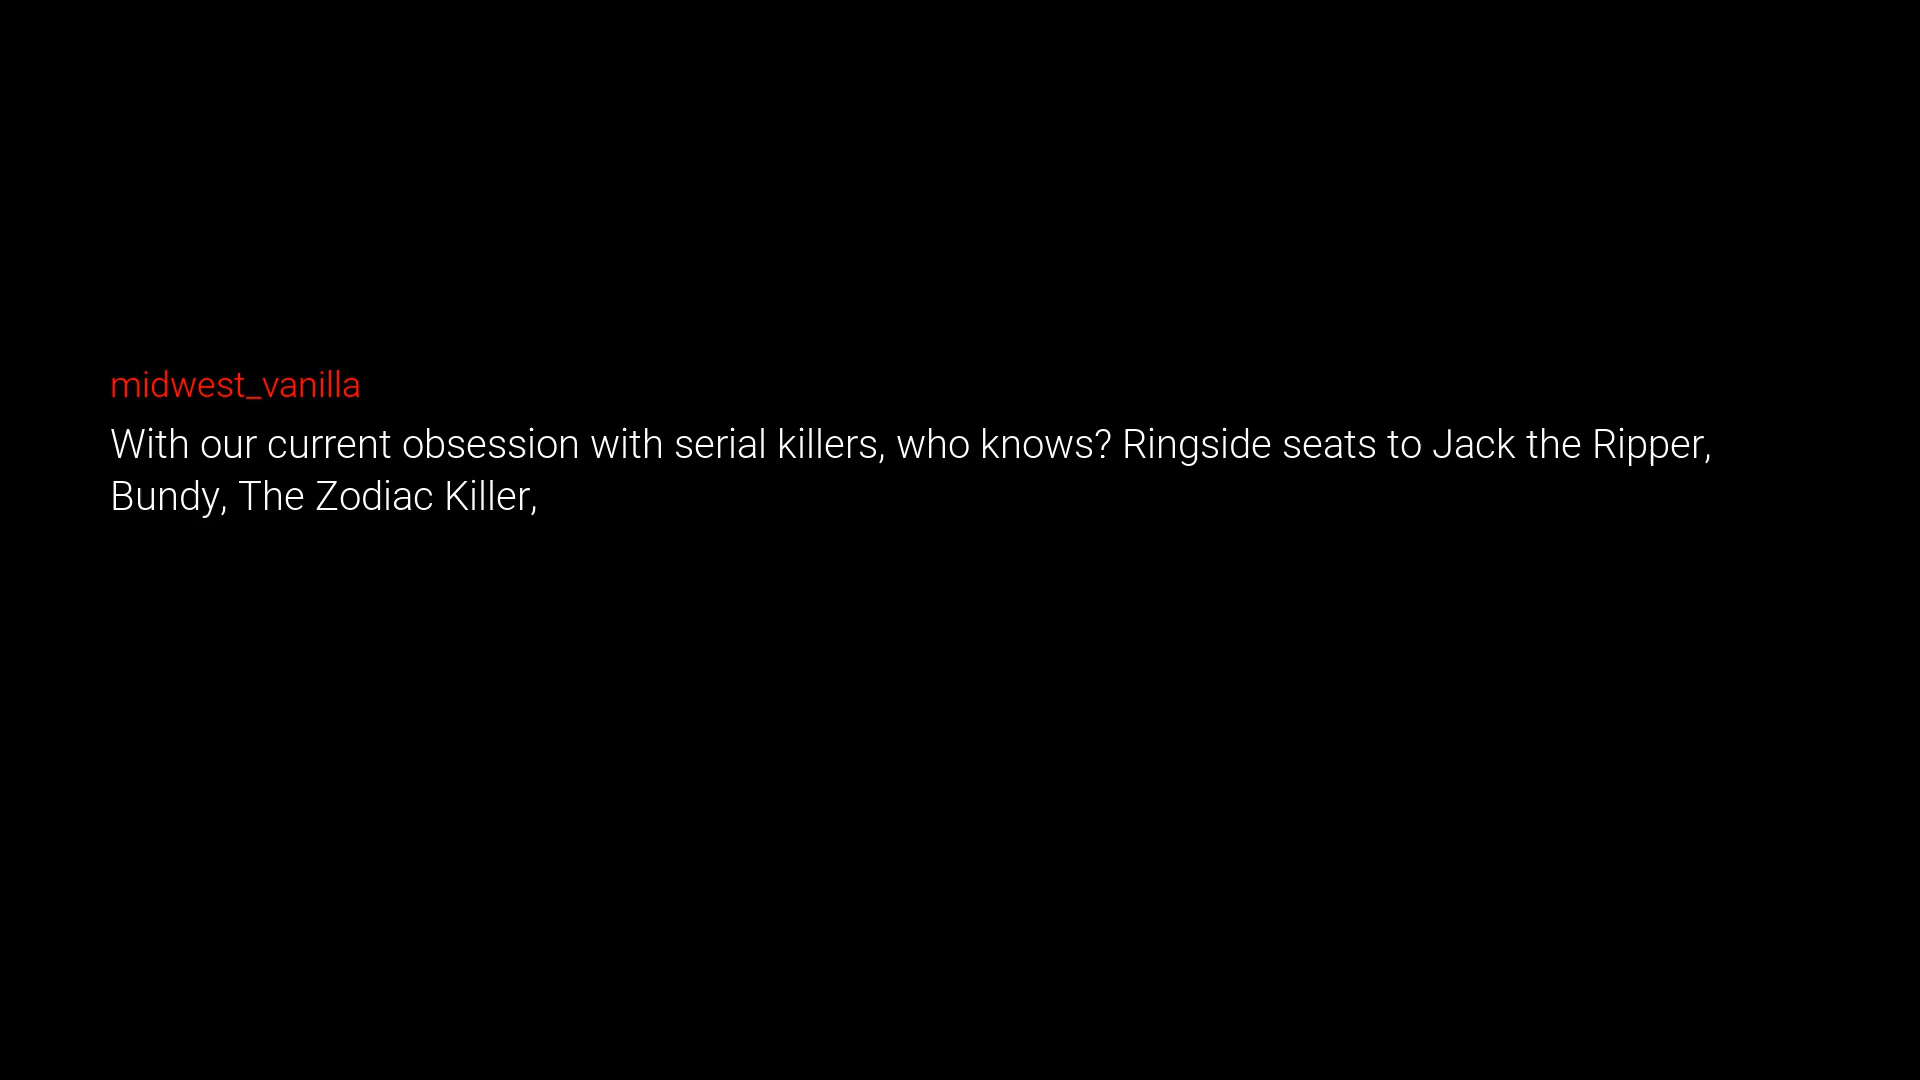 midwest_vanilla
With our current obsession with serial killers, who knows? Ringside seats to Jack the Ripper,
Bundy, The Zodiac Killer,